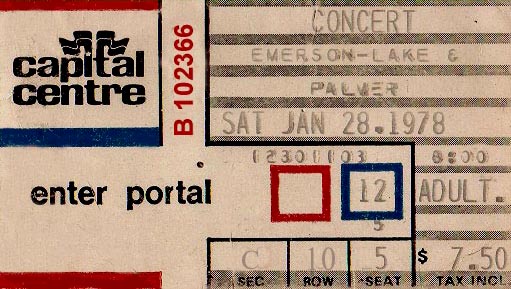 capital
centre
B 102366
CONCERT
EMERSON-LAKE &
PALMER
SAT JAN 28.1978
12301103 8:00
enter portal 12 ADULT.
5
C 10 5 $ 7.50
SEC ROW SEAT TAX INCL